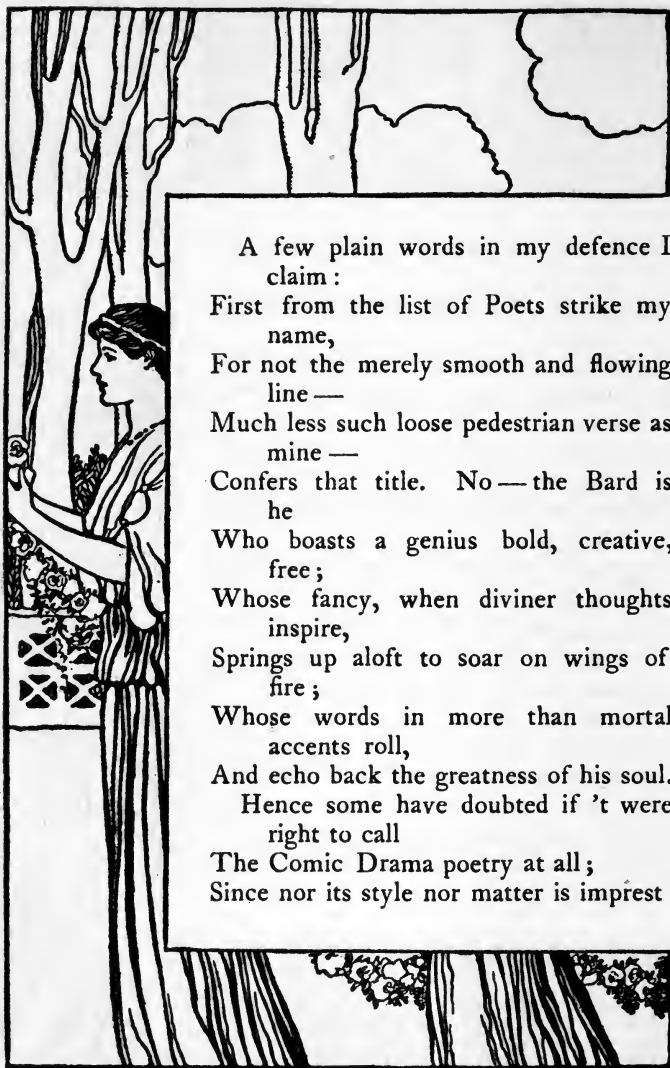 A few plain words in my defence I
claim :
First from the list of Poets strike my
name,
For not the merely smooth and flowing
line —
Much less such loose pedestrian verse as
mine —
Confers that title. No — the Bard is
he
Who boasts a genius bold, creative,
free ;
Whose fancy, when diviner thoughts
inspire,
Springs up aloft to soar on wings of
fire ;
Whose words in more than mortal
accents roll,
And echo back the greatness of his soul.
Hence some have doubted if 't were
right to call
The Comic Drama poetry at all ;
Since nor its style nor matter is imprest